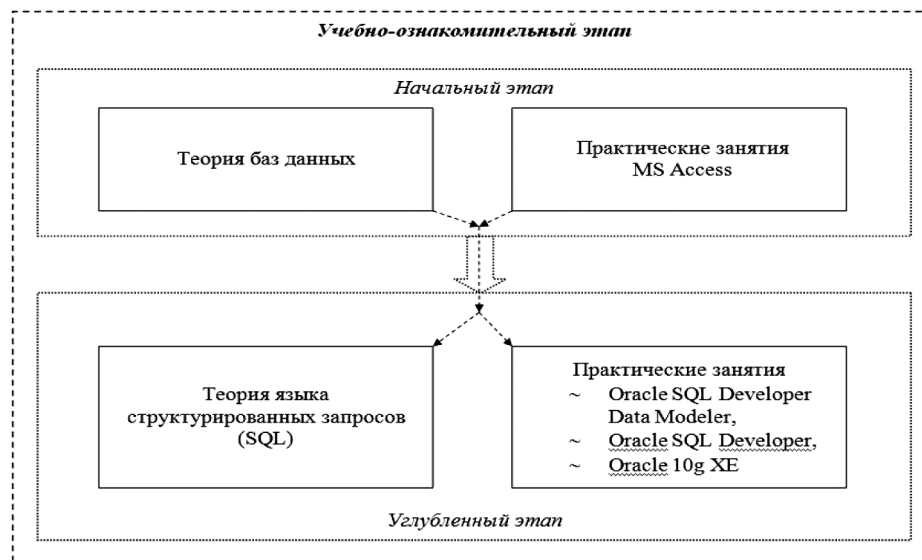 Учебно-ознакомительный этап
Начальный этап
Теория баз данных
Практические занятия
MS Access
Теория языка
структурированных запросов
(SQL)
Практические занятия
~ Oracle SQL Developer
Data Modeler,
~ Oracle SQL Developer,
~ Oracle 10g XE
Углубленный этап